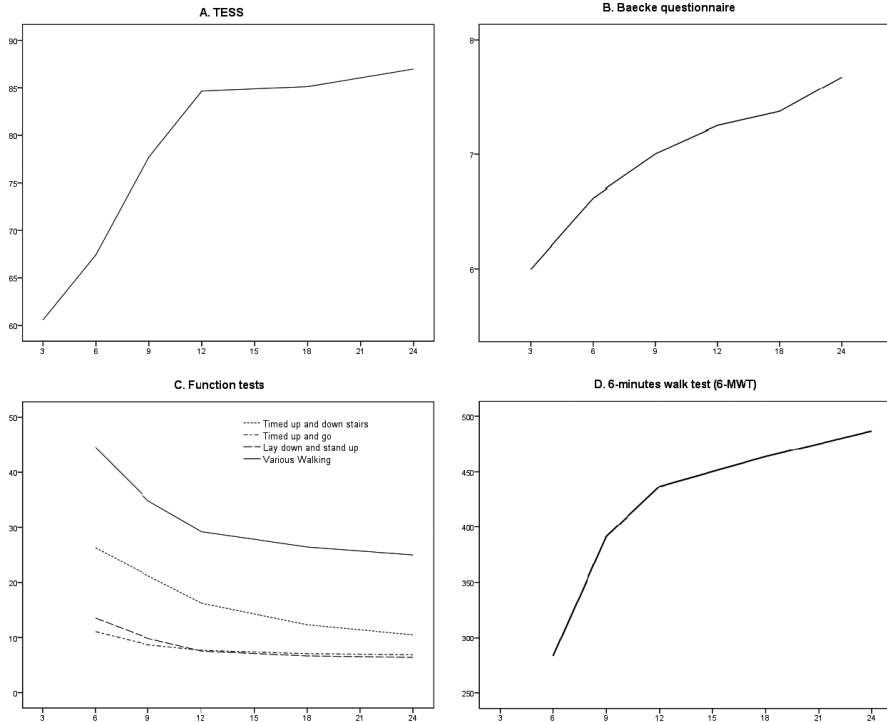 A. TESS
90
85
80
75
70
65
60
3 6 9 12 15 18 21 24
B. Baecke questionnaire
8
7
6
3 6 9 12 18 24
C. Function tests
Timed up and down stairs
Timed up and go
Lay down and stand up
Various Walking
50
40
30
20
10
0
3 6 9 12 15 18 21 24
D. 6-minutes walk test (6-MWT)
500
450
400
350
300
250
3 6 9 12 15 18 21 24